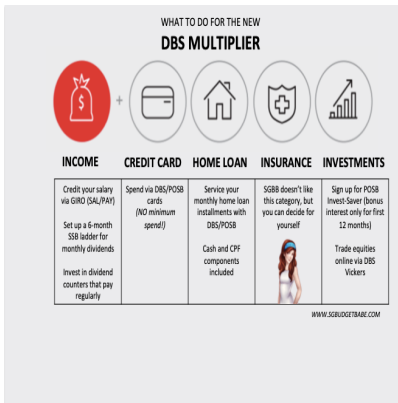 WHAT TO DO FOR THE NEW
DBS MULTIPLIER
$
+
INCOME
CREDIT CARD
HOME LOAN
INSURANCE
INVESTMENTS
Credit your salary
via GIRO (SAL/PAY)
Set up a 6-month
SSB ladder for
monthly dividends
Invest in dividend
counters that pay
regularly
Spend via DBS/POSB
cards
(NO minimum
spend!)
Service your
monthly home loan
installments with
DBS/POSB
Cash and CPF
components
included
SGBB doesn't like
this category, but
you can decide for
yourself
Sign up for POSB
Invest-Saver (bonus
interest only for first
12 months)
Trade equities
online via DBS
Vickers
WWW.SGBUDGETBABE.COM